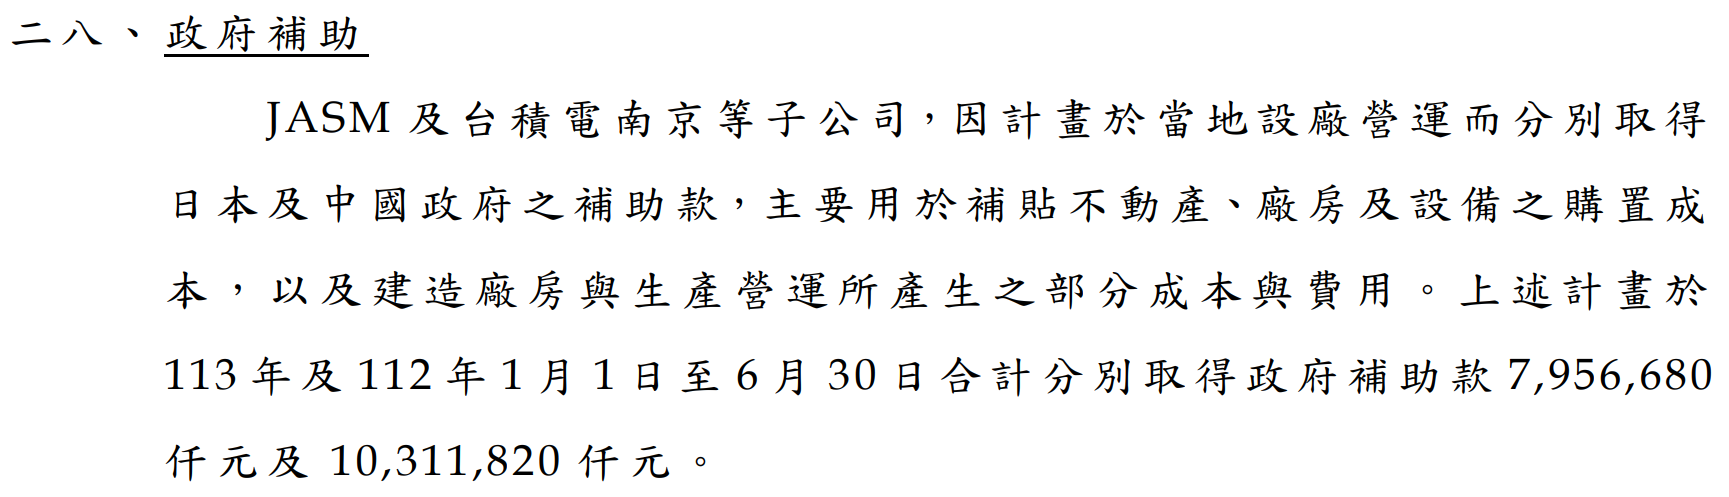 二八、政府補助
JASM 及台積電南京等子公司，因計畫於當地設廠營運而分別取得
日本及中國政府之補助款，主要用於補貼不動產、廠房及設備之購置成
本，以及建造廠房與生產營運所產生之部分成本與費用。上述計畫於
113 年及 112 年 1 月 1 日至 6 月 30 日合計分別取得政府補助款 7,956,680
仟元及 10,311,820 仟元。